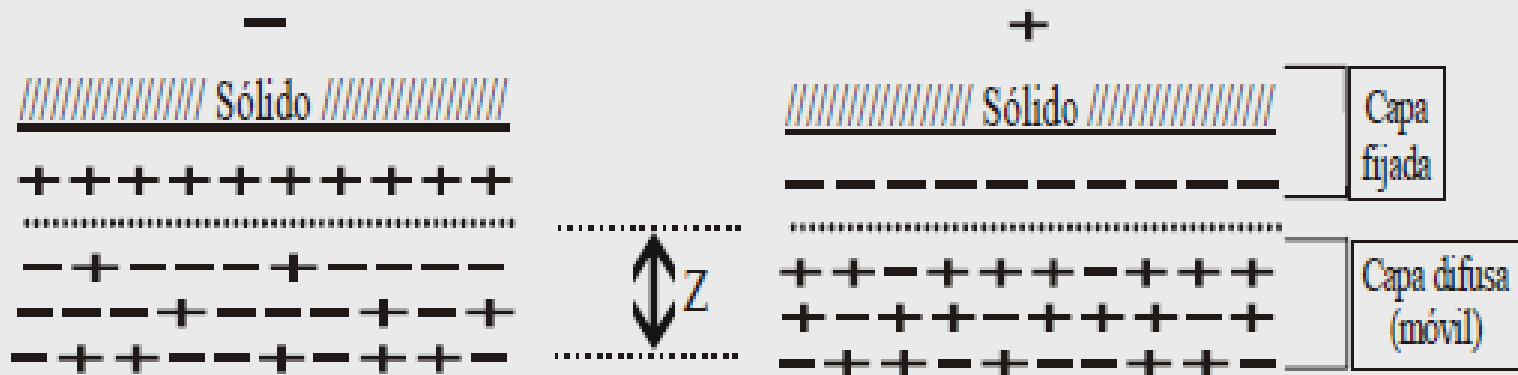 −
+
//////////////// Sólido ////////////////
//////////////// Sólido ////////////////
Capa
fijada
+ + + + + + + + + +
− − − − − − − − − −
− + − − − + − − − −
Z
+ + − + + + − + + +
Capa difusa
(móvil)
− − − + − − − + − +
+ − + + − + + + − +
− + + − − + − + + −
− + + − + − − + + −